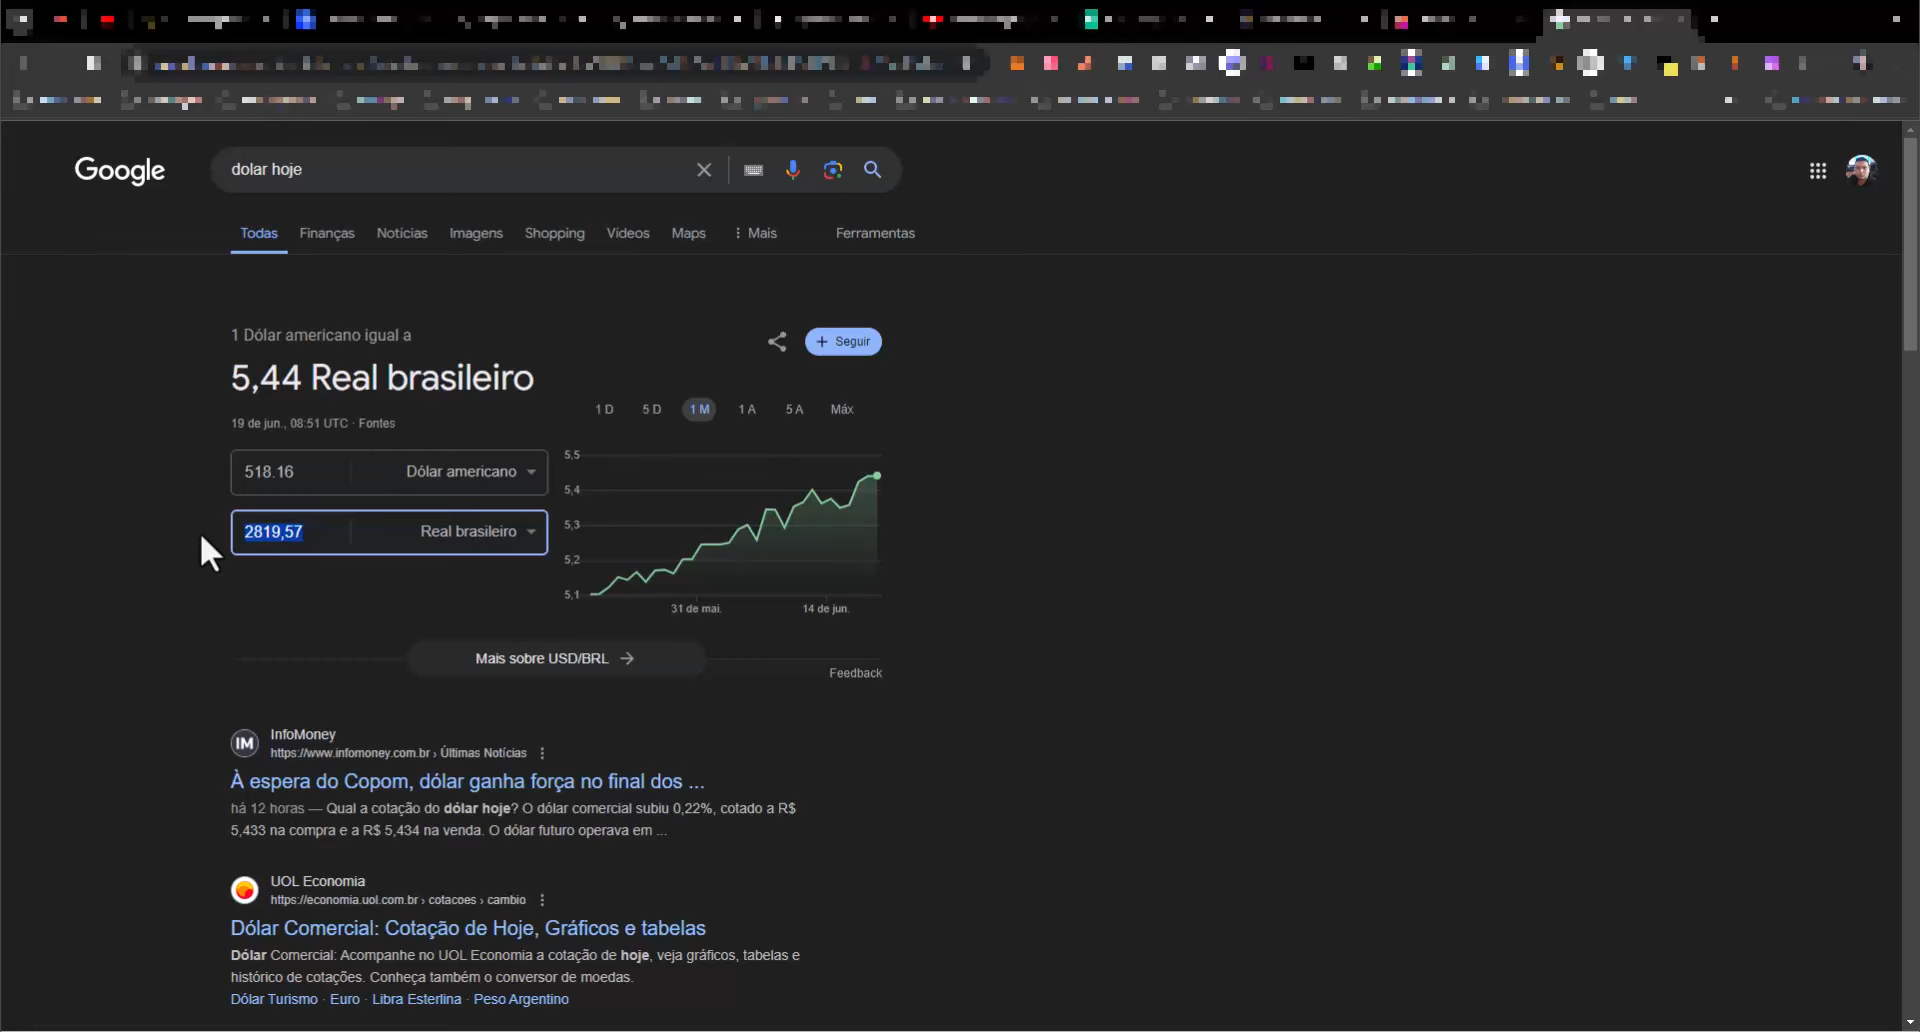 Google
dolar hoje
Todas Finanças Notícias Imagens Shopping Vídeos Maps Mais Ferramentas
1 Dólar americano igual a
5,44 Real brasileiro
19 de jun., 08:51 UTC · Fontes
Seguir
1 D 5 D 1 M 1 A 5 A Máx
518.16 Dólar americano
2819,57 Real brasileiro
5,5
5,4
5,3
5,2
5,1
31 de mai. 14 de jun.
Mais sobre USD/BRL
Feedback
IM
InfoMoney
https://www.infomoney.com.br › Últimas Notícias
À espera do Copom, dólar ganha força no final dos ...
há 12 horas — Qual a cotação do dólar hoje? O dólar comercial subiu 0,22%, cotado a R$
5,433 na compra e a R$ 5,434 na venda. O dólar futuro operava em ...
UOL Economia
https://economia.uol.com.br › cotacoes › cambio
Dólar Comercial: Cotação de Hoje, Gráficos e tabelas
Dólar Comercial: Acompanhe no UOL Economia a cotação de hoje, veja gráficos, tabelas e
histórico de cotações. Conheça também o conversor de moedas.
Dólar Turismo · Euro · Libra Esterlina · Peso Argentino